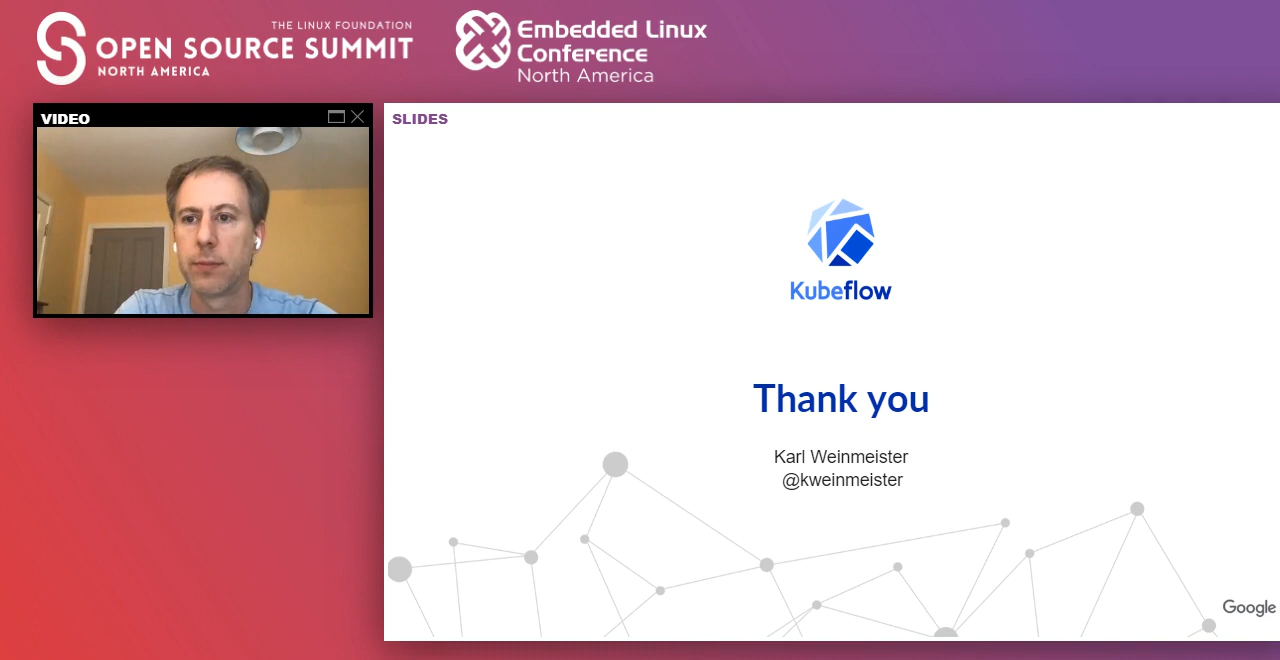 THE LINUX FOUNDATION
OPEN SOURCE SUMMIT
NORTH AMERICA
Embedded Linux
Conference
North America
VIDEO
SLIDES
Kubeflow
Thank you
Karl Weinmeister
@kweinmeister
Google